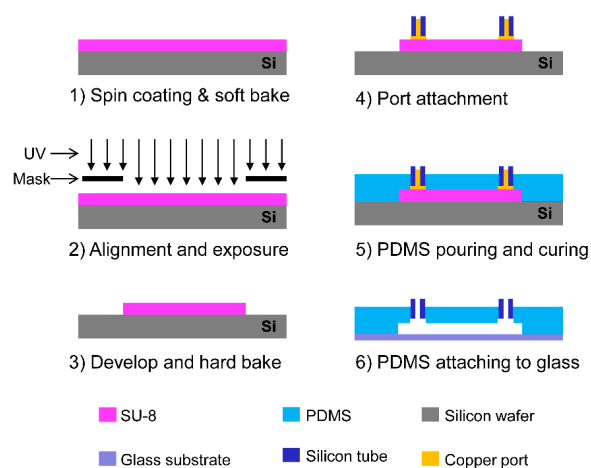 Si
1) Spin coating & soft bake
UV
Mask
Si
2) Alignment and exposure
Si
3) Develop and hard bake
Si
4) Port attachment
Si
5) PDMS pouring and curing
6) PDMS attaching to glass
SU-8
PDMS
Silicon wafer
Glass substrate
Silicon tube
Copper port